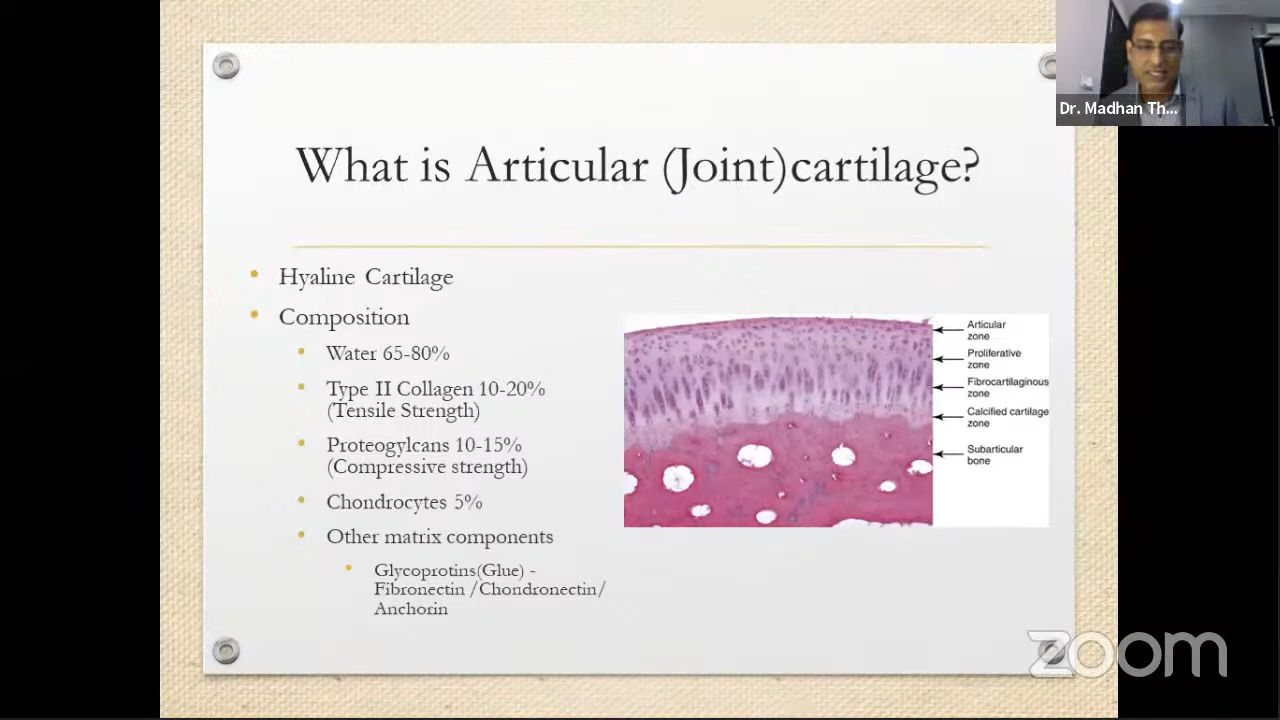 Dr. Madhan Th...
What is Articular (Joint)cartilage?
Hyaline Cartilage
Composition
Water 65-80%
Type II Collagen 10-20%
(Tensile Strength)
Proteogylcans 10-15%
(Compressive strength)
Chondrocytes 5%
Other matrix components
Glycoprotins(Glue) -
Fibronectin /Chondronectin/
Anchorin
Articular
zone
Proliferative
zone
Fibrocartilaginous
zone
Calcified cartilage
zone
Subarticular
bone
zoom